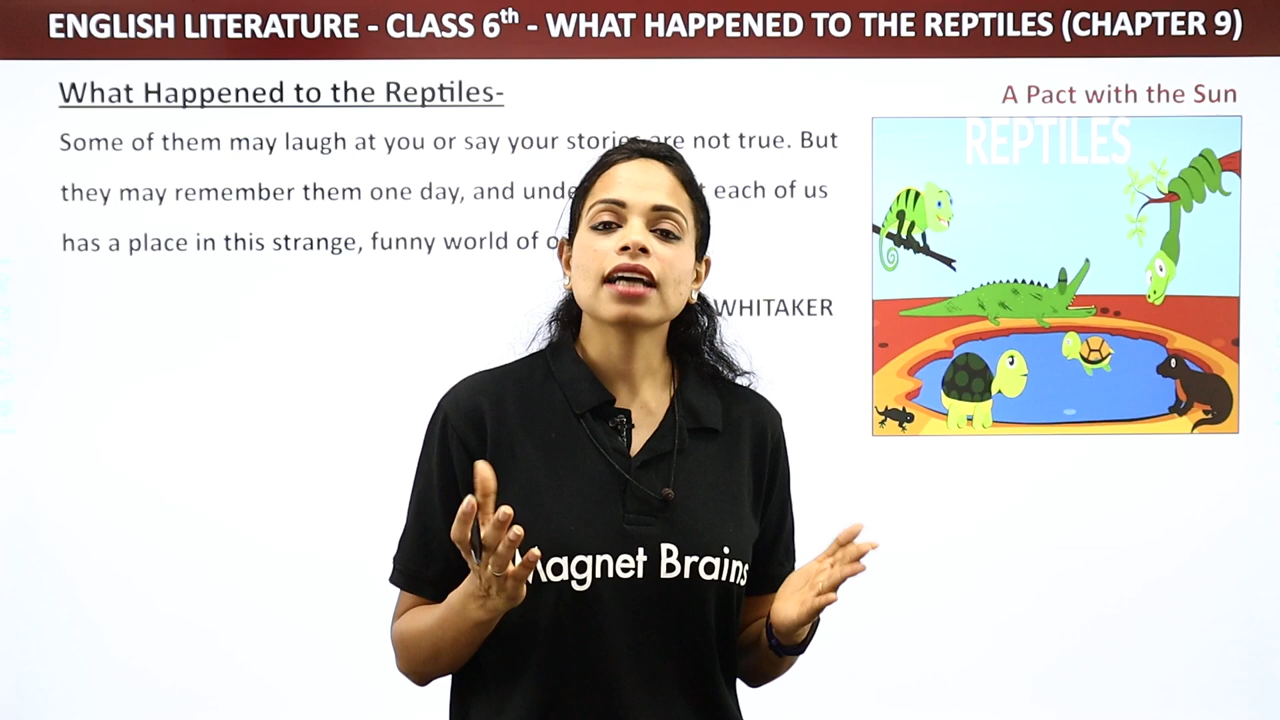 ENGLISH LITERATURE - CLASS 6th - WHAT HAPPENED TO THE REPTILES (CHAPTER 9)
What Happened to the Reptiles-
A Pact with the Sun
REPTILES
Some of them may laugh at you or say your stories are not true. But
they may remember them one day, and each of us
has a place in this strange, funny world of
WHITAKER
Magnet Brains